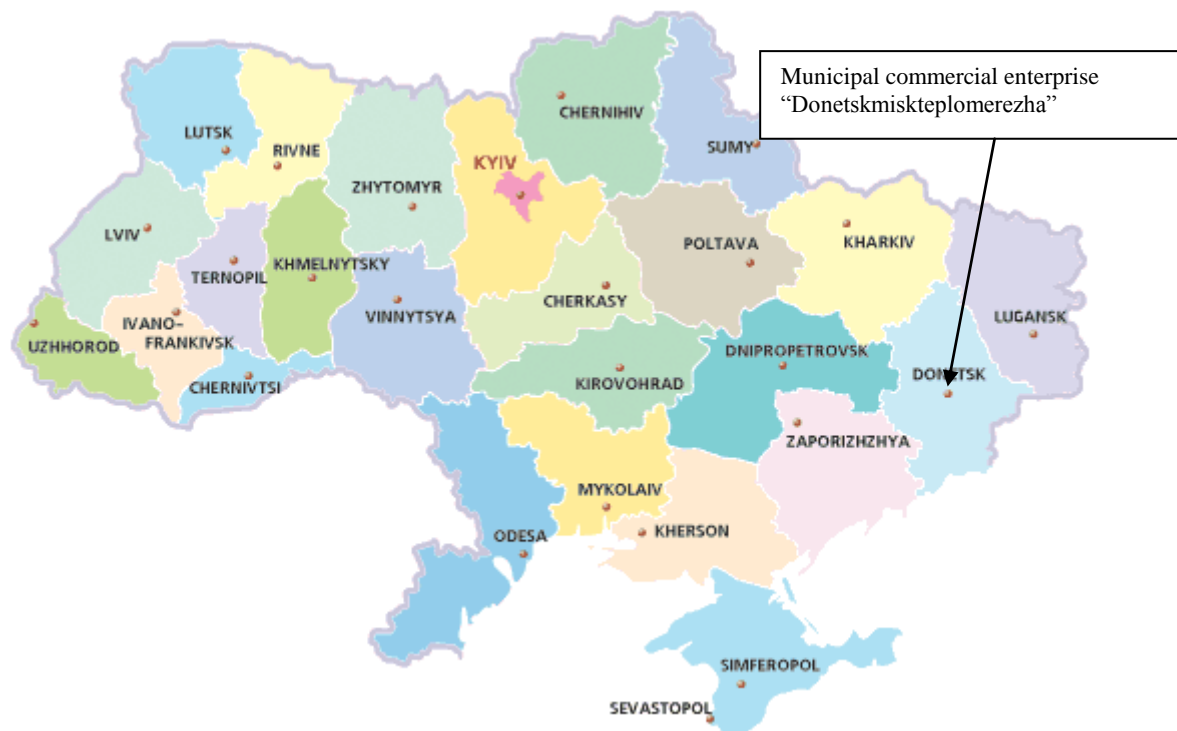 Municipal commercial enterprise
“Donetskmiskteplomerezha”
CHERNIHIV
LUTSK
SUMY
RIVNE
KYIV
ZHYTOMYR
LVIV
POLTAVA
KHARKIV
KHMELNYTSKY
TERNOPIL
CHERKASY
VINNYTSYA
LUGANSK
IVANO–
FRANKIVSK
UZHHOROD
DNIPROPETROVSK
DONETSK
CHERNIVTSI
KIROVOHRAD
ZAPORIZHZHYA
MYKOLAIV
ODESA
KHERSON
SIMFEROPOL
SEVASTOPOL